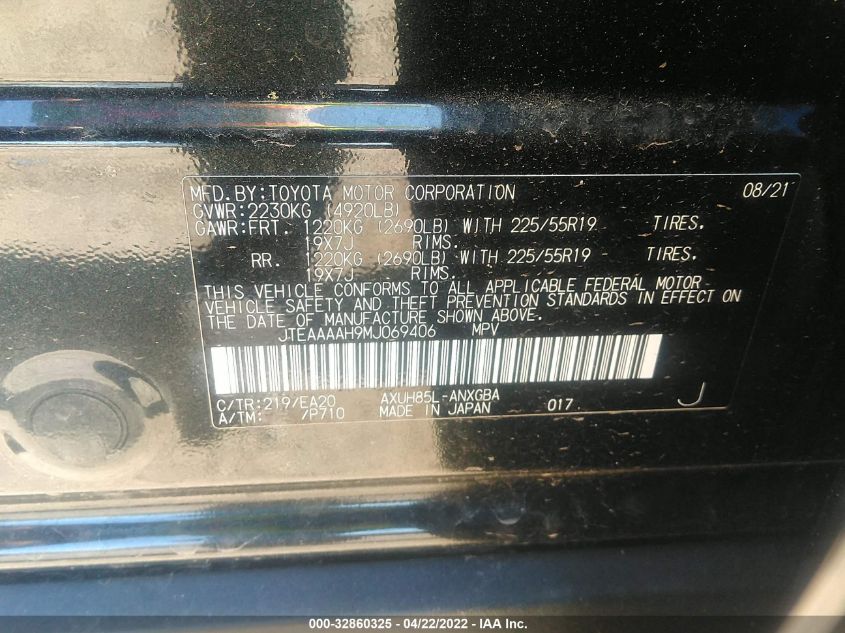 MFD. BY: TOYOTA MOTOR CORPORATION 08/21
GVWR: 2230KG (4920LB)
GAWR: FRT. 1220KG (2690LB) WITH 225/55R19 TIRES.
19X7J RIMS.
RR. 1220KG (2690LB) WITH 225/55R19 TIRES.
19X7J RIMS.
THIS VEHICLE CONFORMS TO ALL APPLICABLE FEDERAL MOTOR
VEHICLE SAFETY AND THEFT PREVENTION STANDARDS IN EFFECT ON
THE DATE OF MANUFACTURE SHOWN ABOVE.
JTEAAAAH9MJ069406 MPV
C/TR: 219/EA20 AXUH85L-ANXGBA
A/TM: /P710 MADE IN JAPAN 017 J
000-32860325 - 04/22/2022 - IAA Inc.